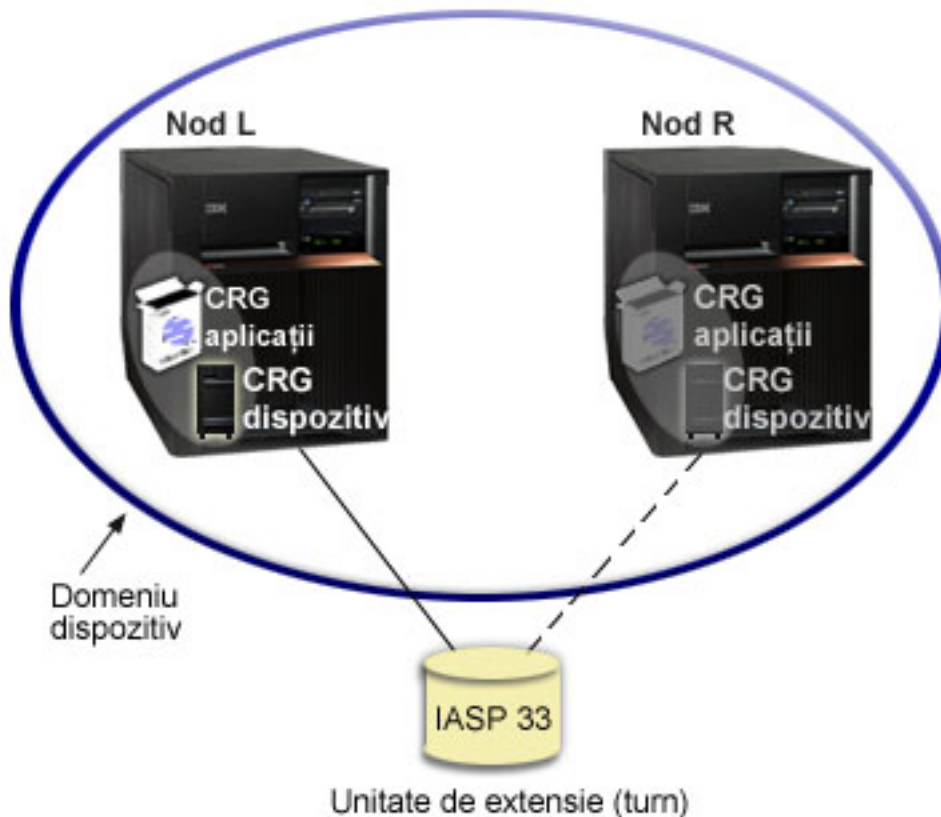 Nod L
Nod R
IBM
IBM
CRG
aplicații
CRG
dispozitiv
CRG
aplicații
CRG
dispozitiv
Domeniu
dispozitiv
IASP 33
Unitate de extensie (turn)